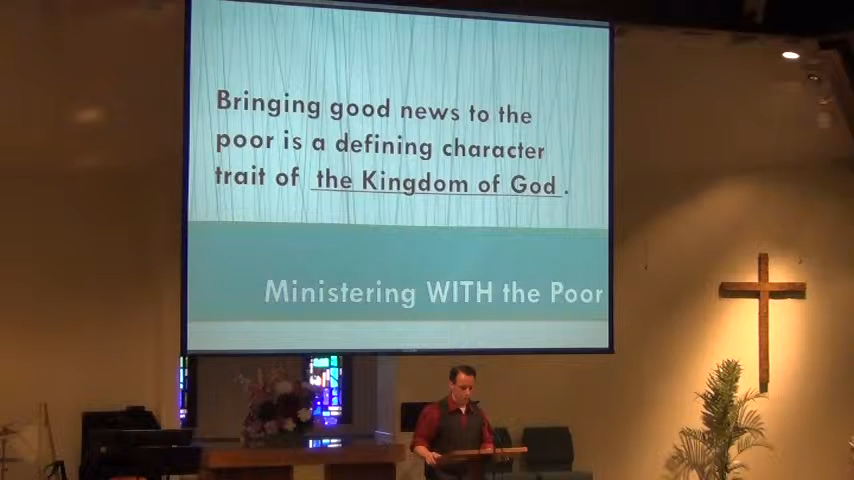 Bringing good news to the
poor is a defining character
trait of the Kingdom of God.
Ministering WITH the Poor